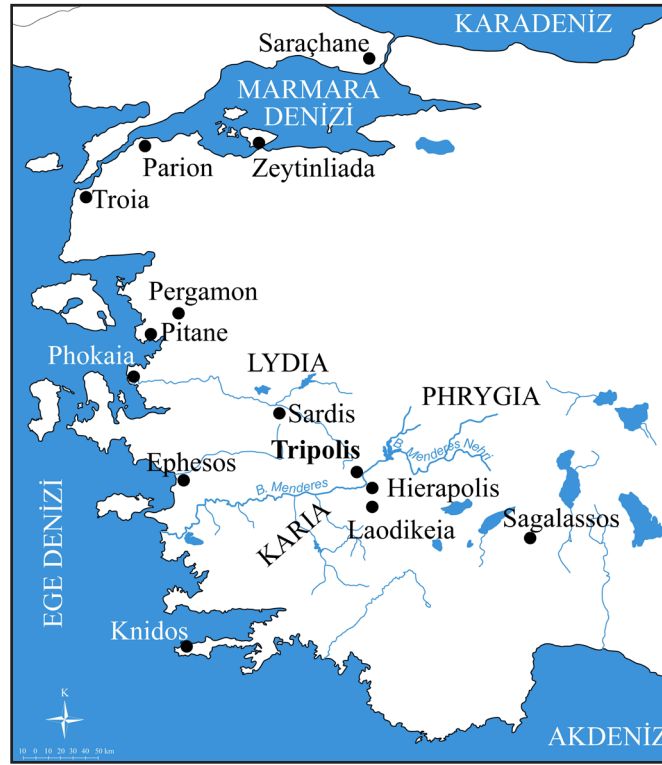 KARADENİZ
Saraçhane
MARMARA
DENİZİ
Parion
Zeytinliada
Troia
Pergamon
Pitane
Phokaia
LYDIA
PHRYGIA
Sardis
B. Menderes Nehri
Tripolis
Ephesos
B. Menderes
Hierapolis
Laodikeia
Sagalassos
KARIA
EGE DENİZİ
Knidos
K
AKDENİZ
10 0 10 20 30 40 50 km